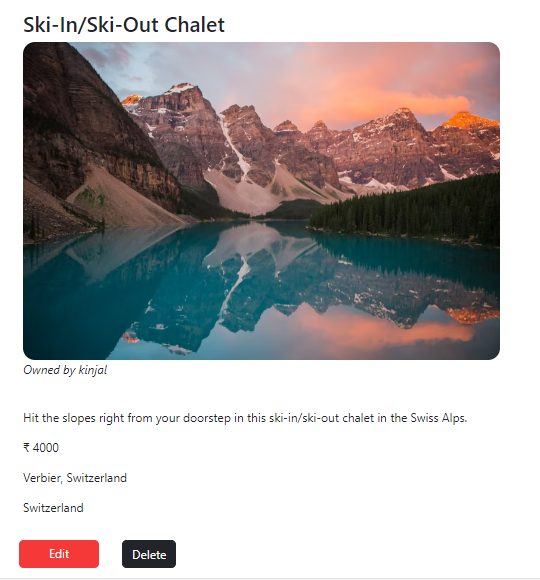 Ski-In/Ski-Out Chalet
Owned by kinjal
Hit the slopes right from your doorstep in this ski-in/ski-out chalet in the Swiss Alps.
₹ 4000
Verbier, Switzerland
Switzerland
Edit
Delete